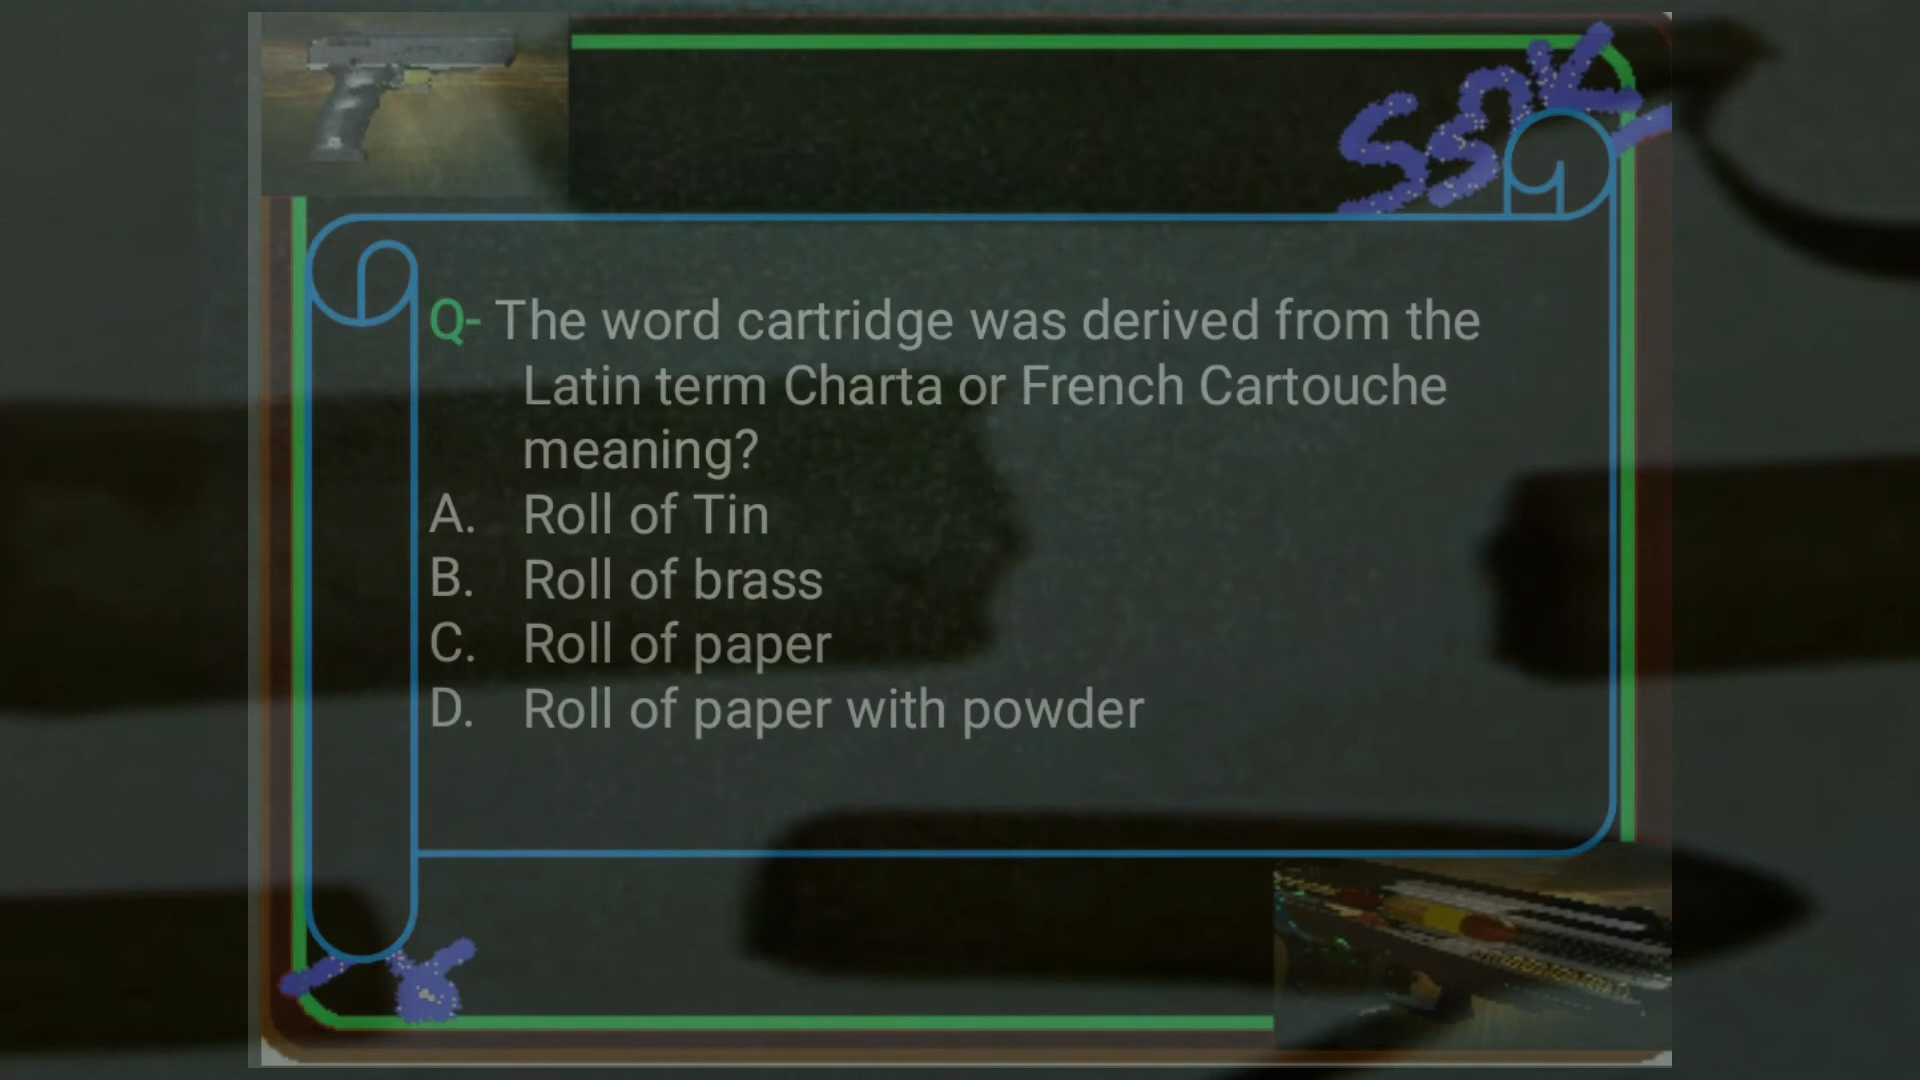 Q- The word cartridge was derived from the
Latin term Charta or French Cartouche
meaning?
A. Roll of Tin
B. Roll of brass
C. Roll of paper
D. Roll of paper with powder